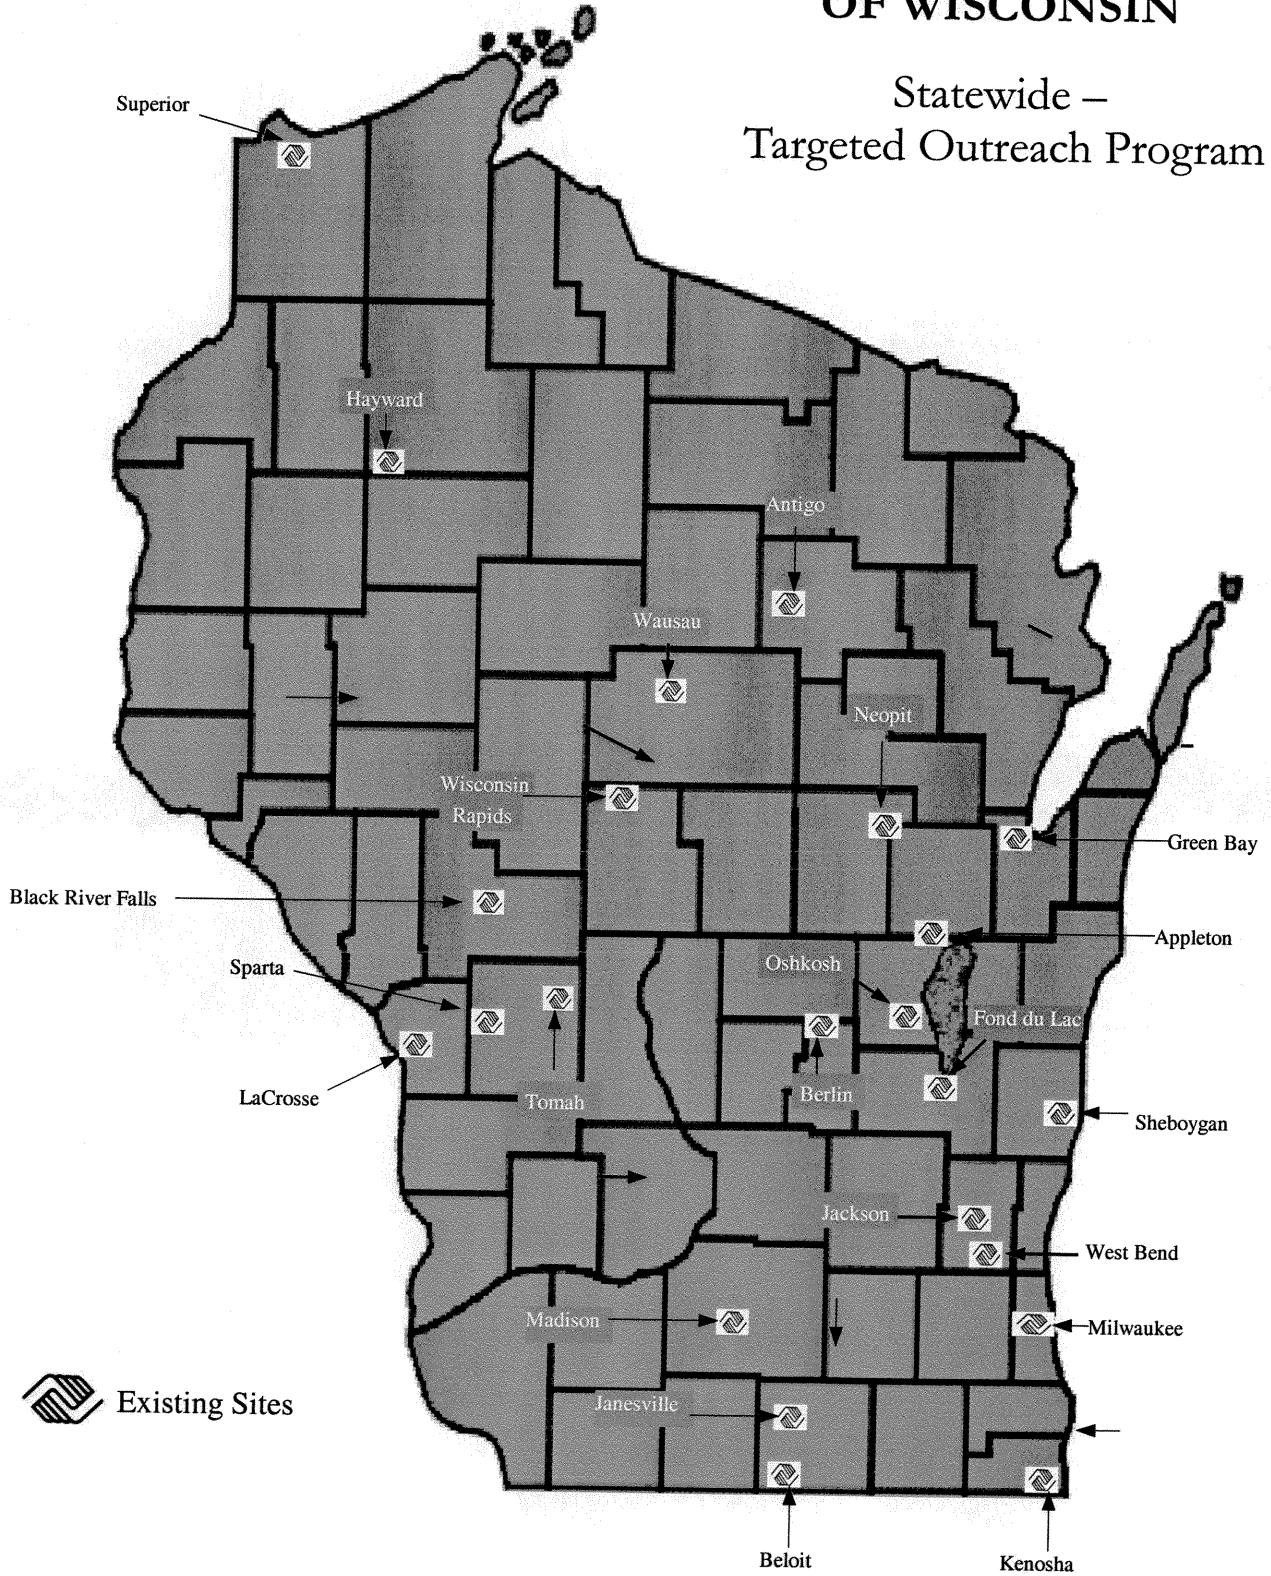 OF WISCONSIN
Statewide –
Targeted Outreach Program
Superior
Hayward
Antigo
Wausau
Neopit
Wisconsin
Rapids
Green Bay
Black River Falls
Appleton
Sparta
Oshkosh
Fond du Lac
LaCrosse
Tomah
Berlin
Sheboygan
Jackson
West Bend
Madison
Milwaukee
Existing Sites
Janesville
Beloit
Kenosha